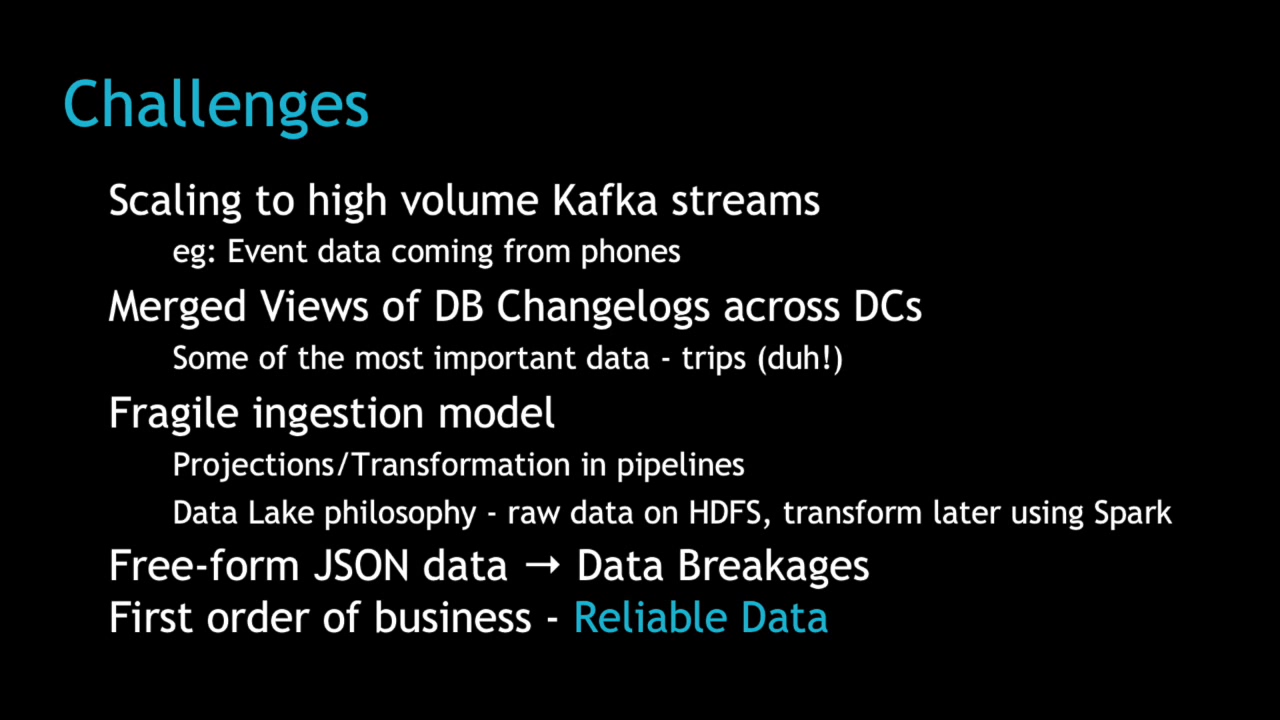 Challenges
Scaling to high volume Kafka streams
eg: Event data coming from phones
Merged Views of DB Changelogs across DCs
Some of the most important data - trips (duh!)
Fragile ingestion model
Projections/Transformation in pipelines
Data Lake philosophy - raw data on HDFS, transform later using Spark
Free-form JSON data → Data Breakages
First order of business - Reliable Data